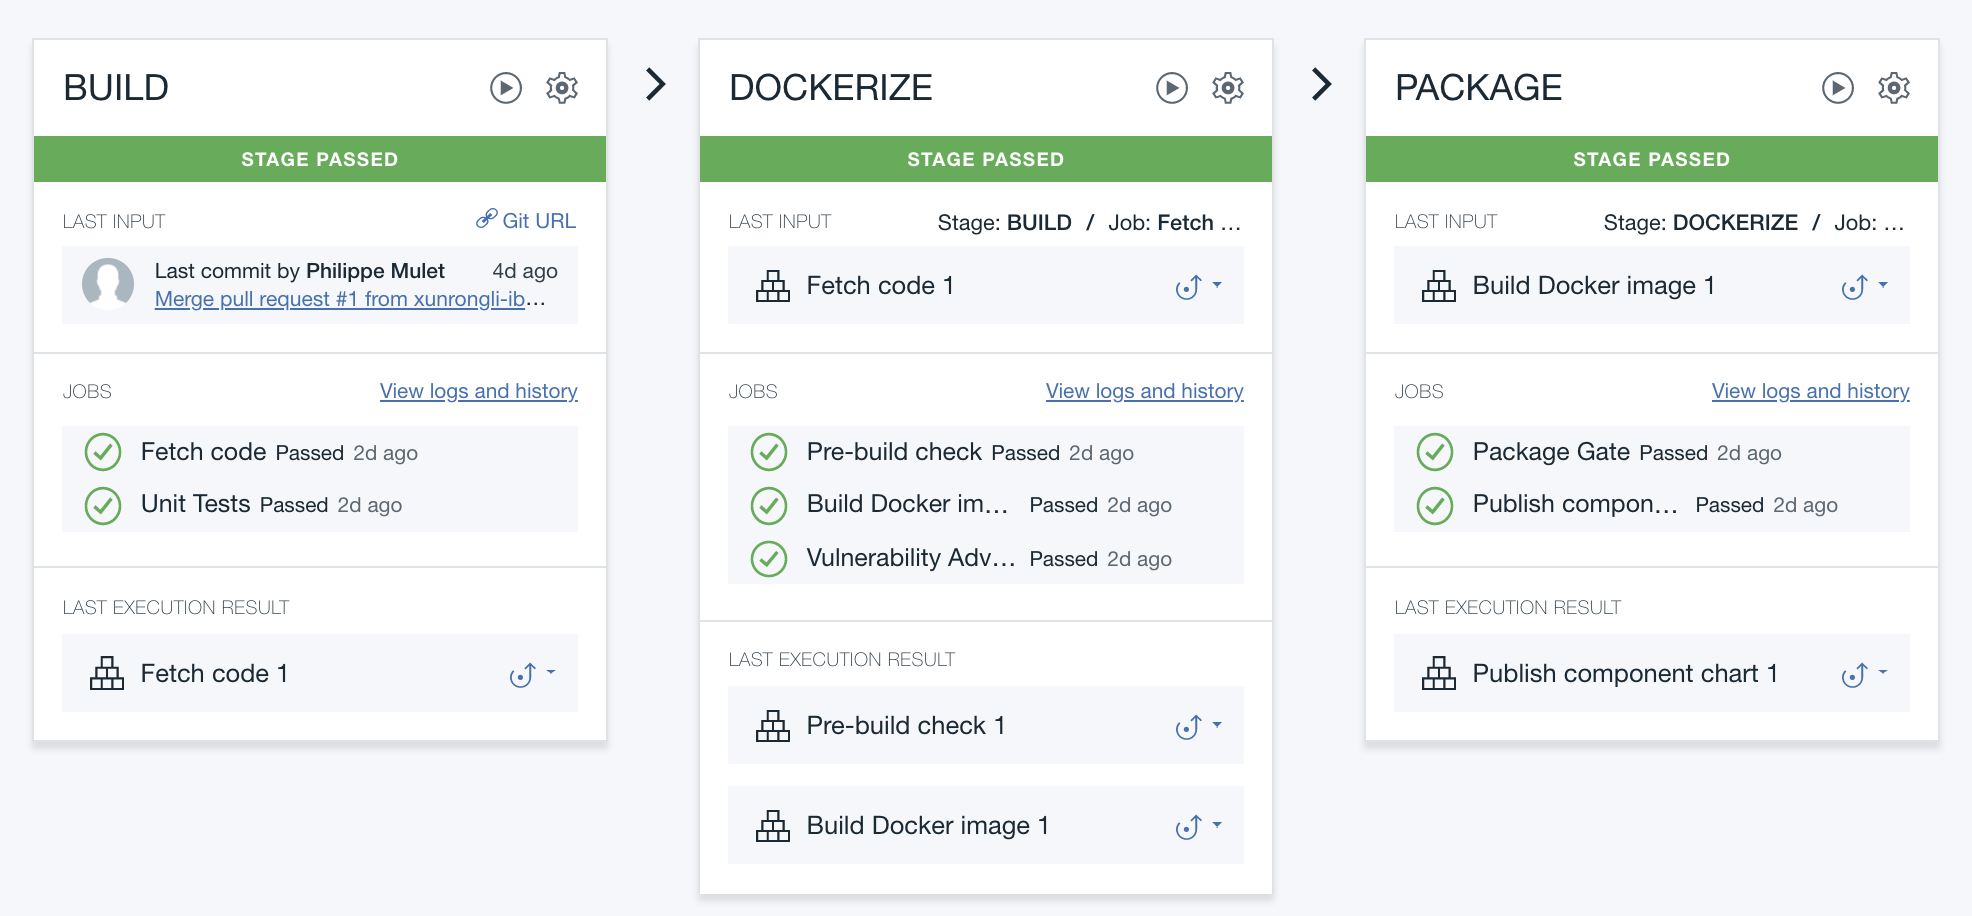 BUILD
STAGE PASSED
LAST INPUT Git URL
Last commit by Philippe Mulet 4d ago
Merge pull request #1 from xunrongli-ib...
JOBS View logs and history
Fetch code Passed 2d ago
Unit Tests Passed 2d ago
LAST EXECUTION RESULT
Fetch code 1
DOCKERIZE
STAGE PASSED
LAST INPUT Stage: BUILD / Job: Fetch ...
Fetch code 1
JOBS View logs and history
Pre-build check Passed 2d ago
Build Docker im... Passed 2d ago
Vulnerability Adv... Passed 2d ago
LAST EXECUTION RESULT
Pre-build check 1
Build Docker image 1
PACKAGE
STAGE PASSED
LAST INPUT Stage: DOCKERIZE / Job: ...
Build Docker image 1
JOBS View logs and history
Package Gate Passed 2d ago
Publish compon... Passed 2d ago
LAST EXECUTION RESULT
Publish component chart 1